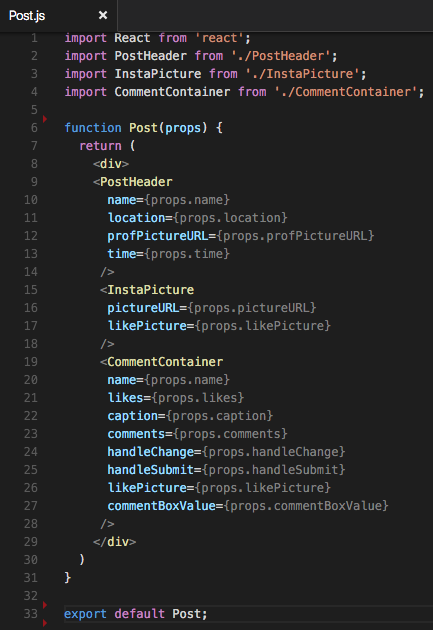 Post.js ×
1 import React from 'react';
2 import PostHeader from './PostHeader';
3 import InstaPicture from './InstaPicture';
4 import CommentContainer from './CommentContainer';
5
6 function Post(props) {
7   return (
8     <div>
9     <PostHeader
10       name={props.name}
11       location={props.location}
12       profPictureURL={props.profPictureURL}
13       time={props.time}
14     />
15     <InstaPicture
16       pictureURL={props.pictureURL}
17       likePicture={props.likePicture}
18     />
19     <CommentContainer
20       name={props.name}
21       likes={props.likes}
22       caption={props.caption}
23       comments={props.comments}
24       handleChange={props.handleChange}
25       handleSubmit={props.handleSubmit}
26       likePicture={props.likePicture}
27       commentBoxValue={props.commentBoxValue}
28     />
29     </div>
30   )
31 }
32
33 export default Post;